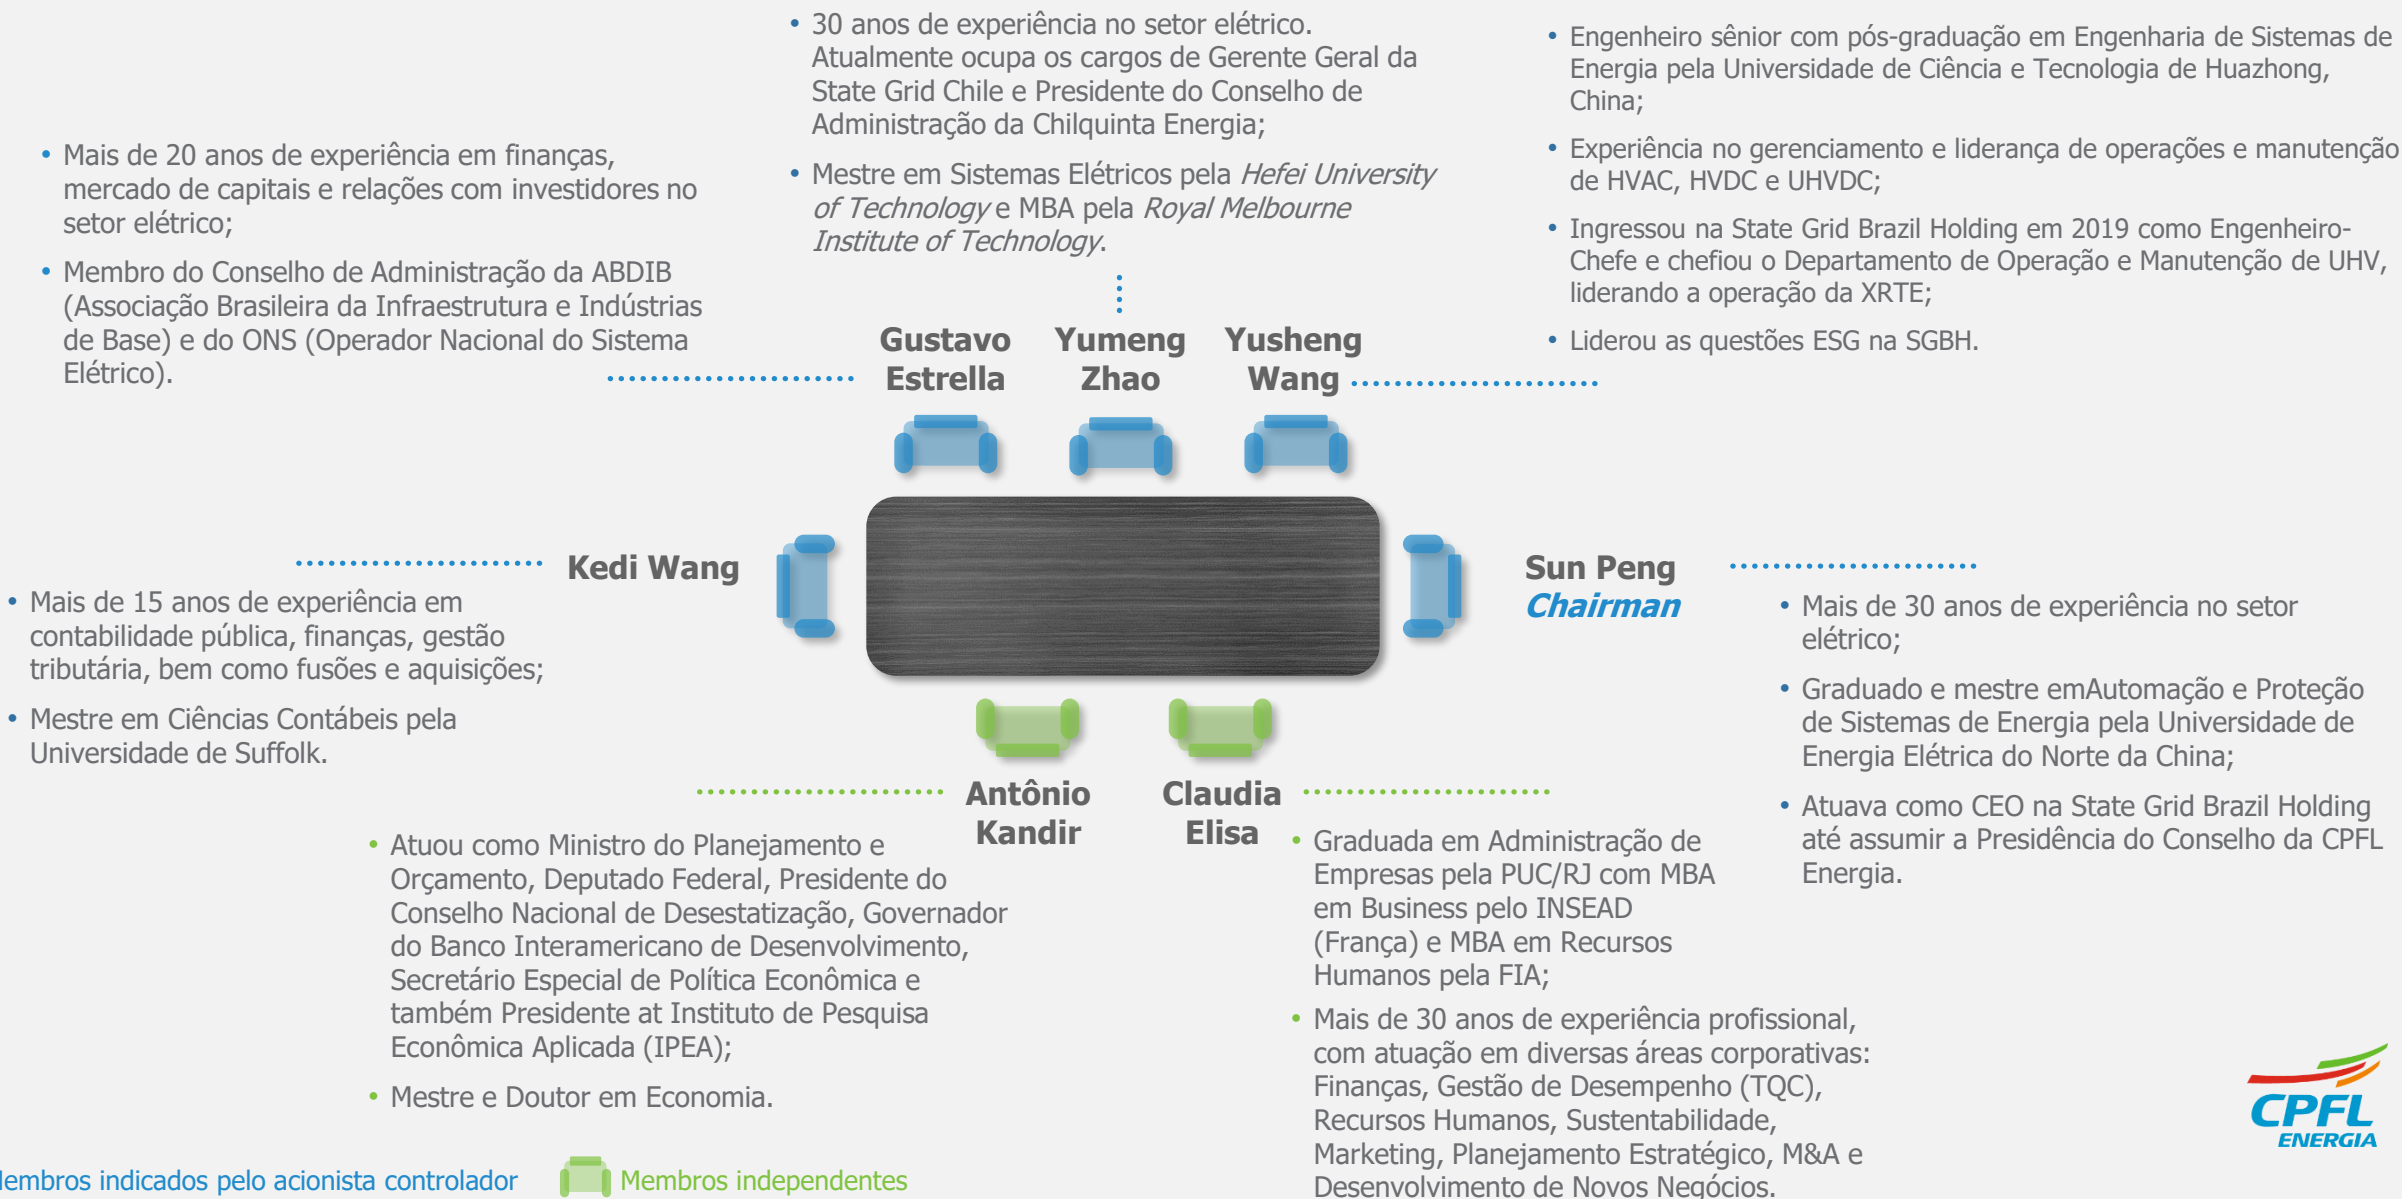 • Mais de 20 anos de experiência em finanças,
mercado de capitais e relações com investidores no
setor elétrico;
• Membro do Conselho de Administração da ABDIB
(Associação Brasileira da Infraestrutura e Indústrias
de Base) e do ONS (Operador Nacional do Sistema
Elétrico).
• 30 anos de experiência no setor elétrico.
Atualmente ocupa os cargos de Gerente Geral da
State Grid Chile e Presidente do Conselho de
Administração da Chilquinta Energia;
• Mestre em Sistemas Elétricos pela Hefei University
of Technology e MBA pela Royal Melbourne
Institute of Technology.
• Engenheiro sênior com pós-graduação em Engenharia de Sistemas de
Energia pela Universidade de Ciência e Tecnologia de Huazhong,
China;
• Experiência no gerenciamento e liderança de operações e manutenção
de HVAC, HVDC e UHVDC;
• Ingressou na State Grid Brazil Holding em 2019 como Engenheiro-
Chefe e chefiou o Departamento de Operação e Manutenção de UHV,
liderando a operação da XRTE;
• Liderou as questões ESG na SGBH.
Gustavo
Estrella
Yumeng
Zhao
Yusheng
Wang
Kedi Wang
• Mais de 15 anos de experiência em
contabilidade pública, finanças, gestão
tributária, bem como fusões e aquisições;
• Mestre em Ciências Contábeis pela
Universidade de Suffolk.
Sun Peng
Chairman
• Mais de 30 anos de experiência no setor
elétrico;
• Graduado e mestre emAutomação e Proteção
de Sistemas de Energia pela Universidade de
Energia Elétrica do Norte da China;
• Atuava como CEO na State Grid Brazil Holding
até assumir a Presidência do Conselho da CPFL
Energia.
Antônio
Kandir
• Atuou como Ministro do Planejamento e
Orçamento, Deputado Federal, Presidente do
Conselho Nacional de Desestatização, Governador
do Banco Interamericano de Desenvolvimento,
Secretário Especial de Política Econômica e
também Presidente at Instituto de Pesquisa
Econômica Aplicada (IPEA);
• Mestre e Doutor em Economia.
Claudia
Elisa
• Graduada em Administração de
Empresas pela PUC/RJ com MBA
em Business pelo INSEAD
(França) e MBA em Recursos
Humanos pela FIA;
• Mais de 30 anos de experiência profissional,
com atuação em diversas áreas corporativas:
Finanças, Gestão de Desempenho (TQC),
Recursos Humanos, Sustentabilidade,
Marketing, Planejamento Estratégico, M&A e
Desenvolvimento de Novos Negócios.
Membros indicados pelo acionista controlador
Membros independentes
CPFL
ENERGIA